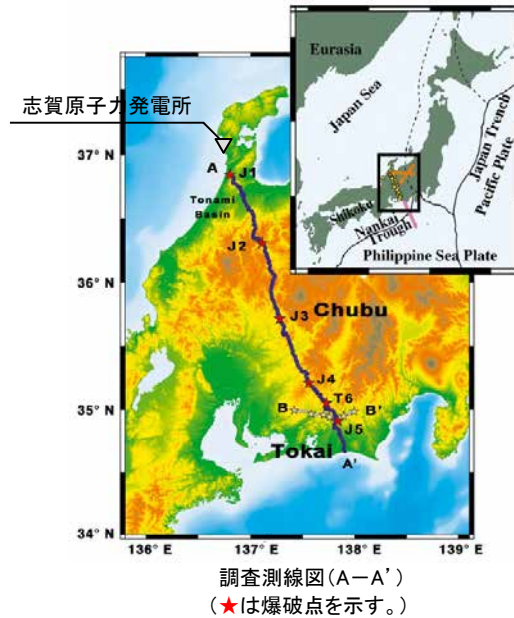 Eurasia
Japan Sea
Japan Trench
Pacific Plate
Shikoku
Nankai
Trough
Philippine Sea Plate
志賀原子力発電所
37° N
A
J1
Tonami
Basin
J2
36° N
J3
Chubu
J4
T6
35° N
B
B'
J5
Tokai
A'
34° N
136° E
137° E
138° E
139° E
調査測線図(A-A')
(★は爆破点を示す。)